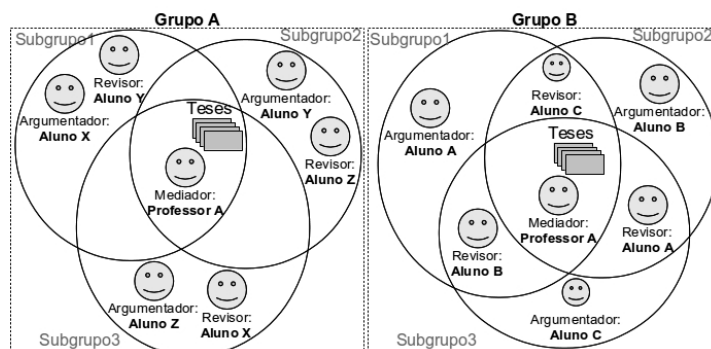 Grupo A
Subgrupo1
Subgrupo2
Revisor:
Aluno Y
Argumentador:
Aluno X
Argumentador:
Aluno Y
Teses
Revisor:
Aluno Z
Mediador:
Professor A
Argumentador:
Aluno Z
Revisor:
Aluno X
Subgrupo3
Grupo B
Subgrupo1
Subgrupo2
Revisor:
Aluno C
Argumentador:
Aluno A
Argumentador:
Aluno B
Teses
Mediador:
Professor A
Revisor:
Aluno A
Revisor:
Aluno B
Argumentador:
Aluno C
Subgrupo3